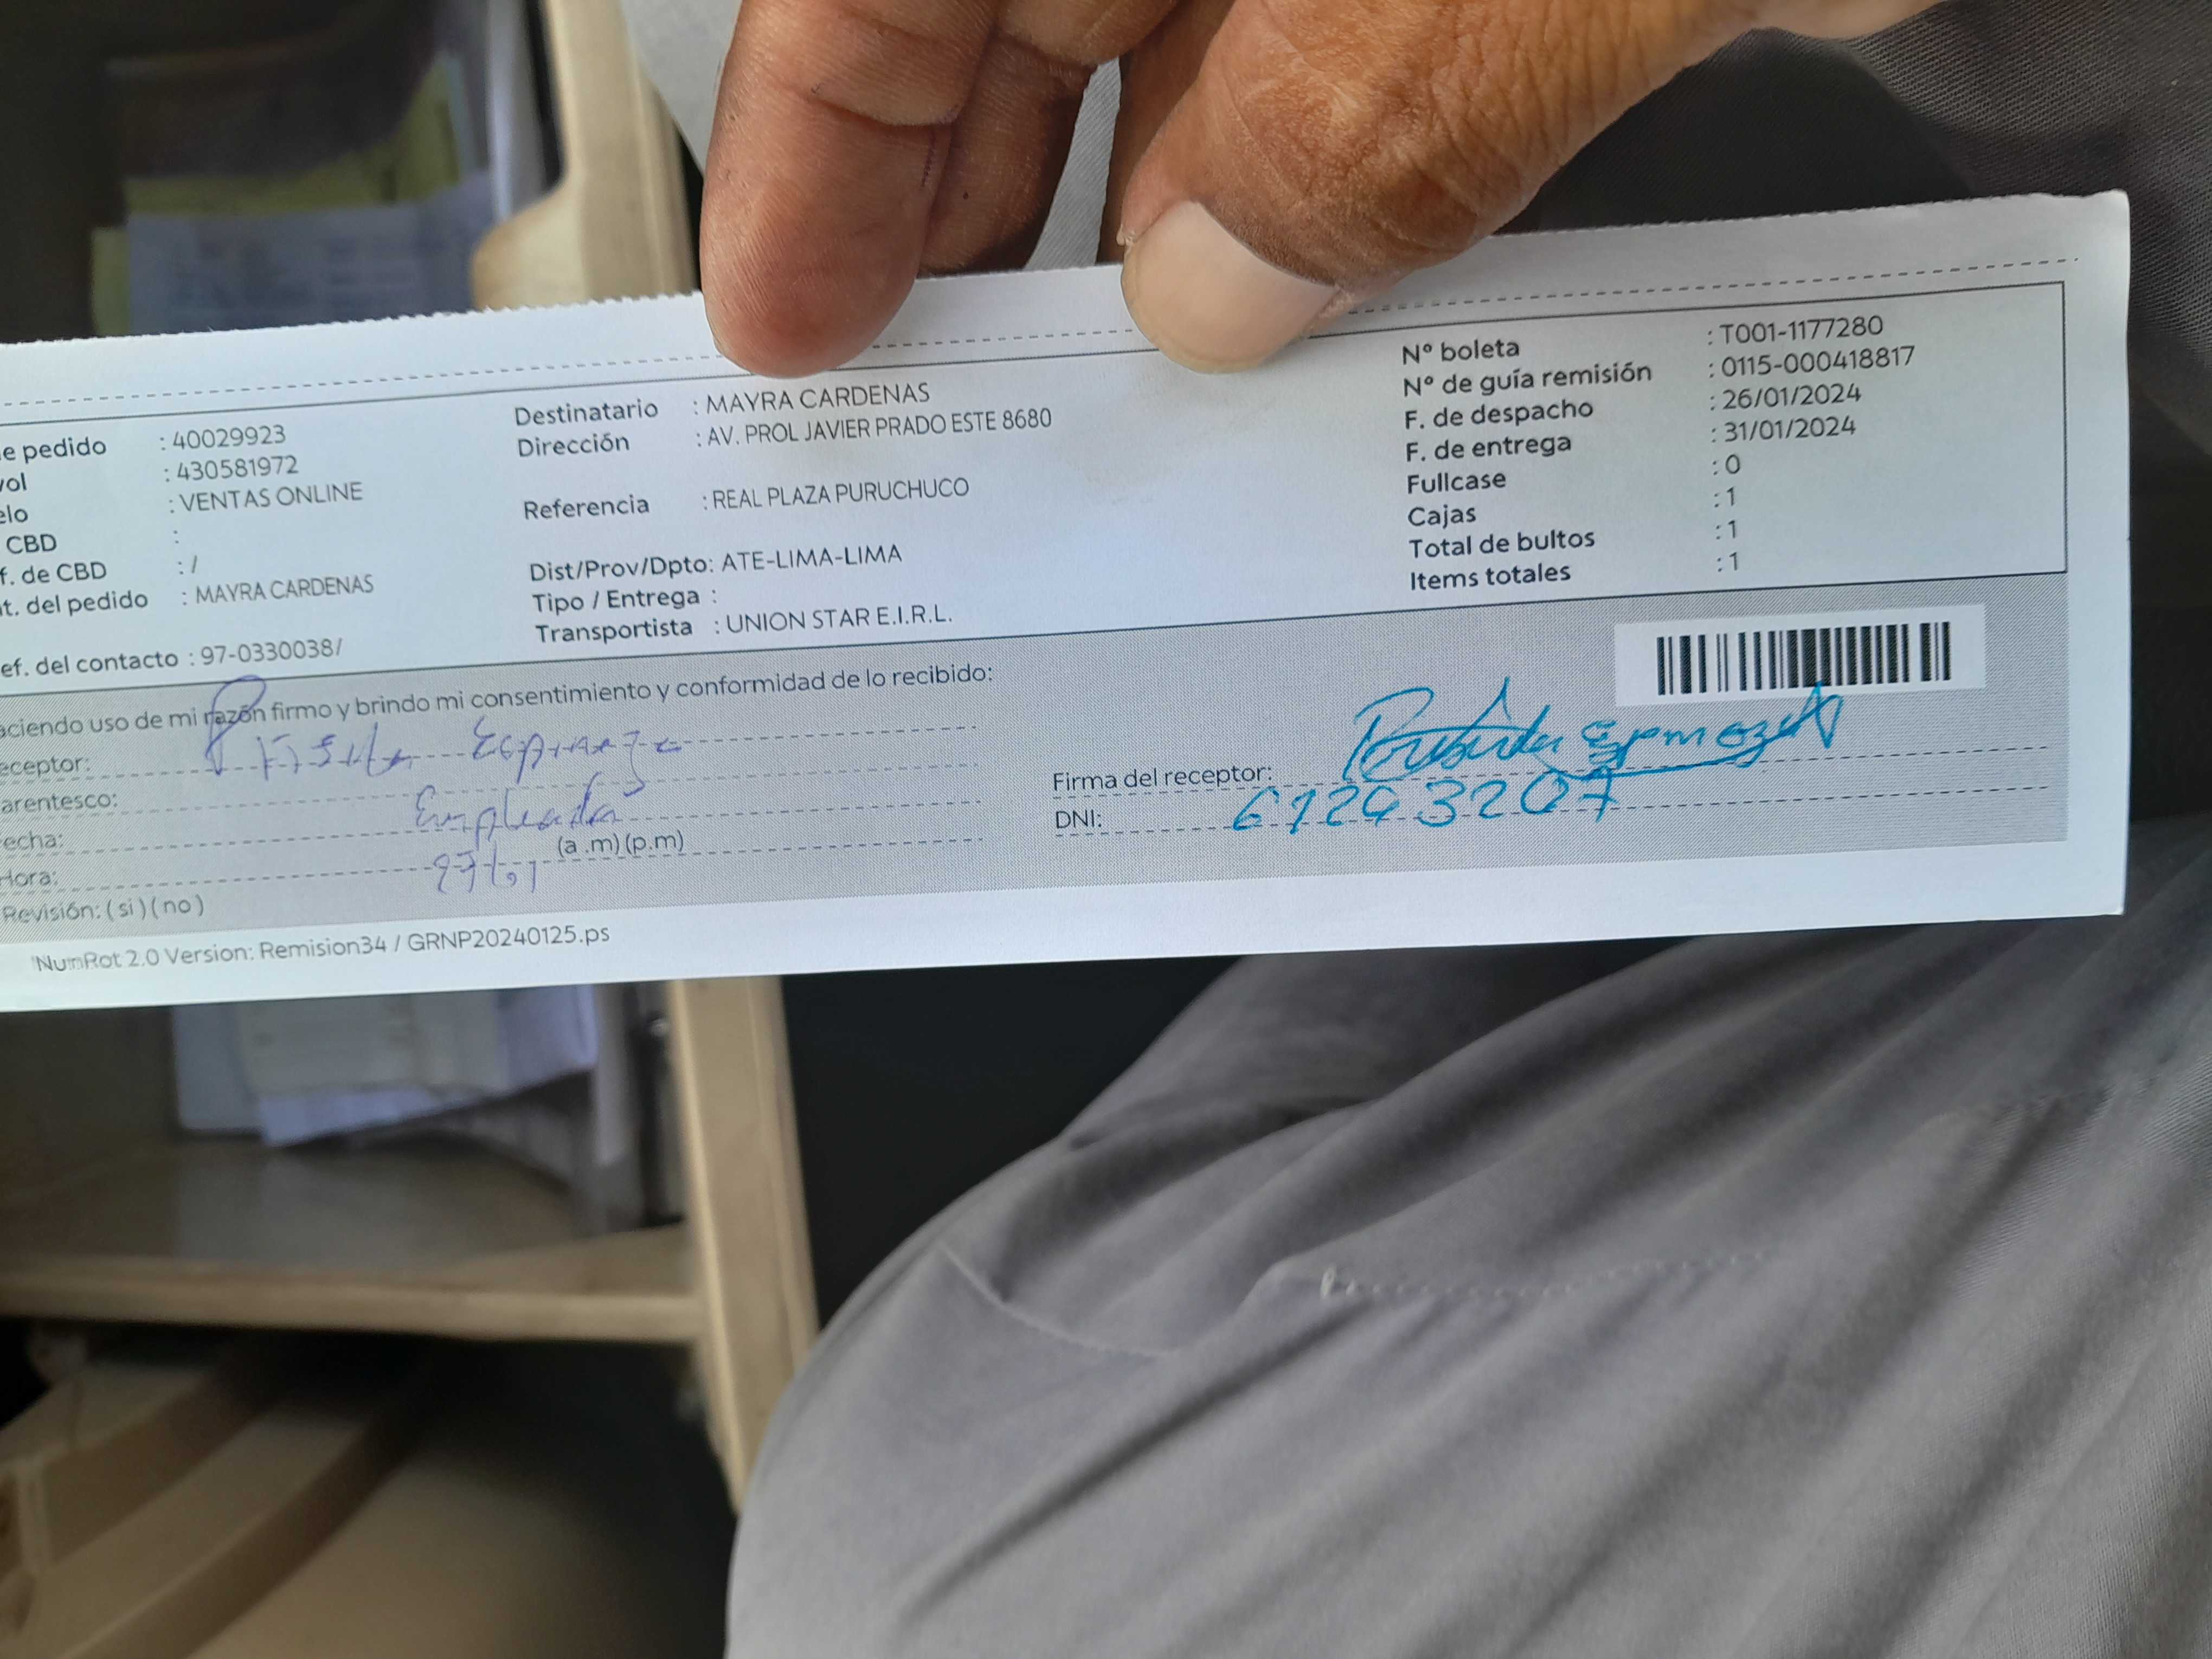 e pedido : 40029923
vol : 430581972
elo : VENTAS ONLINE
CBD :
f. de CBD : /
nt. del pedido : MAYRA CARDENAS
ef. del contacto : 97-0330038/
Destinatario : MAYRA CARDENAS
Dirección : AV. PROL JAVIER PRADO ESTE 8680
Referencia : REAL PLAZA PURUCHUCO
Dist/Prov/Dpto: ATE-LIMA-LIMA
Tipo / Entrega :
Transportista : UNION STAR E.I.R.L.
N° boleta : T001-1177280
N° de guía remisión : 0115-000418817
F. de despacho : 26/01/2024
F. de entrega : 31/01/2024
Fullcase : 0
Cajas : 1
Total de bultos : 1
Items totales : 1
aciendo uso de mi razón firmo y brindo mi consentimiento y conformidad de lo recibido:
eceptor:
arentesco: Empleada
echa:
Hora: (a .m) (p.m)
Revisión: ( si ) ( no )
Firma del receptor:
DNI: 61293207
NumRot 2.0 Version: Remision34 / GRNP20240125.ps